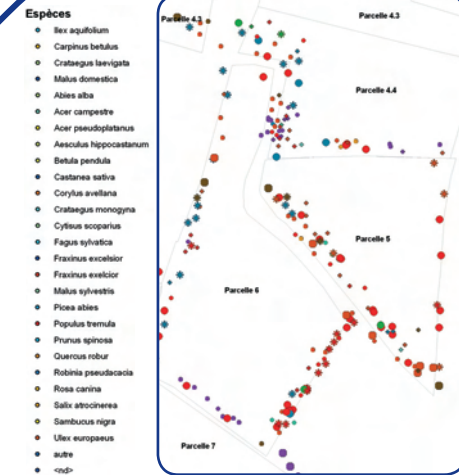 Espèces
Ilex aquifolium
Carpinus betulus
Crataegus laevigata
Malus domestica
Abies alba
Acer campestre
Acer pseudoplatanus
Aesculus hippocastanum
Betula pendula
Castanea sativa
Corylus avellana
Crataegus monogyna
Cytisus scoparius
Fagus sylvatica
Fraxinus excelsior
Fraxinus exelcior
Malus sylvestris
Picea abies
Populus tremula
Prunus spinosa
Quercus robur
Robinia pseudacacia
Rosa canina
Salix atrocinerea
Sambucus nigra
Ulex europaeus
autre
<nd>
Parcelle 4.3
Parcelle 4.3
Parcelle 4.4
Parcelle 5
Parcelle 6
Parcelle 7